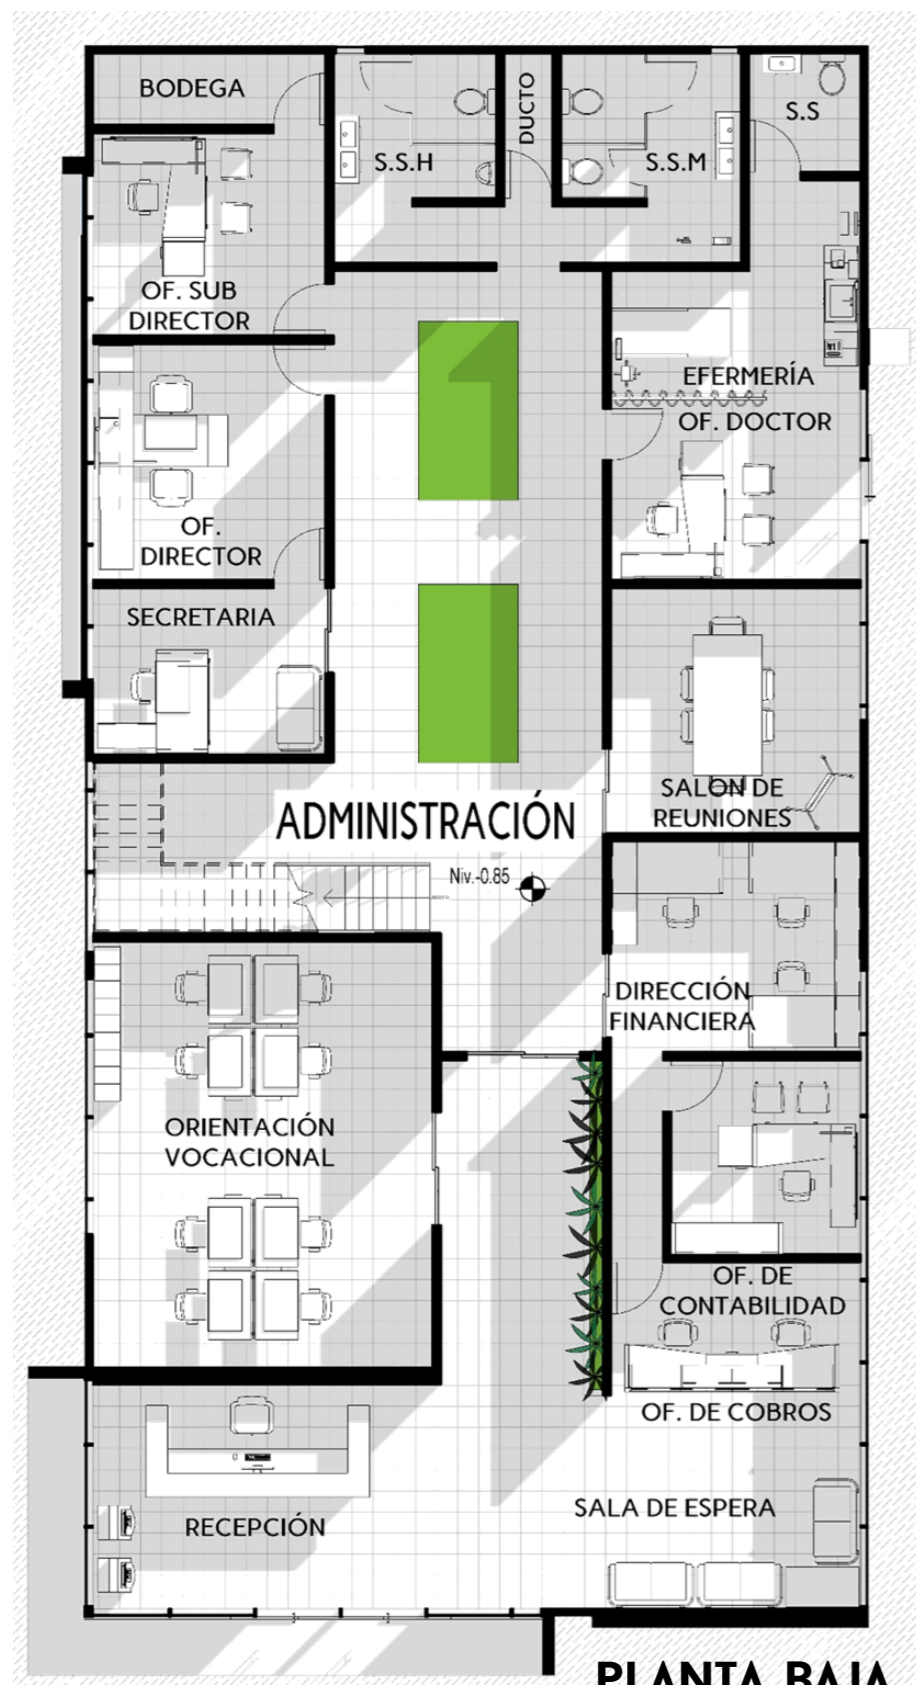 BODEGA
DUCTO
S.S.H
S.S.M
S.S
OF. SUB
DIRECTOR
EFERMERÍA
OF. DOCTOR
OF.
DIRECTOR
SECRETARIA
SALON DE
REUNIONES
ADMINISTRACIÓN
Niv.-0.85
DIRECCIÓN
FINANCIERA
ORIENTACIÓN
VOCACIONAL
OF. DE
CONTABILIDAD
OF. DE COBROS
SALA DE ESPERA
RECEPCIÓN
PLANTA BAJA